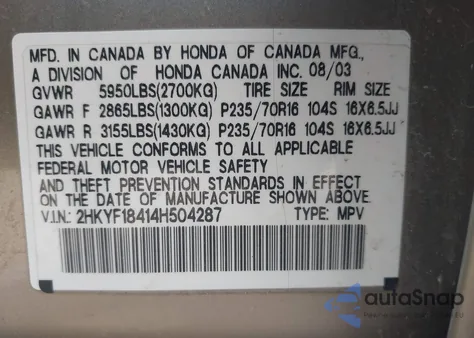 MFD. IN CANADA BY HONDA OF CANADA MFG.,
A DIVISION OF HONDA CANADA INC. 08/03
GVWR 5950LBS(2700KG) TIRE SIZE RIM SIZE
GAWR F 2865LBS(1300KG) P235/70R16 104S 16X6.5JJ
GAWR R 3155LBS(1430KG) P235/70R16 104S 16X6.5JJ
THIS VEHICLE CONFORMS TO ALL APPLICABLE
FEDERAL MOTOR VEHICLE SAFETY
AND THEFT PREVENTION STANDARDS IN EFFECT
ON THE DATE OF MANUFACTURE SHOWN ABOVE.
V.I.N.: 2HKYF18414H504287 TYPE: MPV
autaSnap